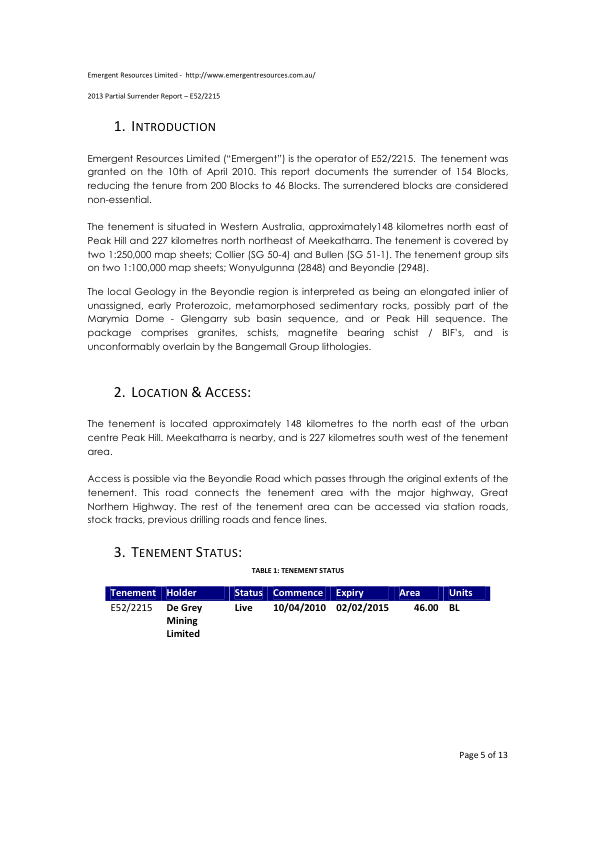 Emergent Resources Limited - http://www.emergentresources.com.au/
2013 Partial Surrender Report – E52/2215
1. INTRODUCTION
Emergent Resources Limited (“Emergent”) is the operator of E52/2215. The tenement was
granted on the 10th of April 2010. This report documents the surrender of 154 Blocks,
reducing the tenure from 200 Blocks to 46 Blocks. The surrendered blocks are considered
non-essential.
The tenement is situated in Western Australia, approximately148 kilometres north east of
Peak Hill and 227 kilometres north northeast of Meekatharra. The tenement is covered by
two 1:250,000 map sheets; Collier (SG 50-4) and Bullen (SG 51-1). The tenement group sits
on two 1:100,000 map sheets; Wonyulgunna (2848) and Beyondie (2948).
The local Geology in the Beyondie region is interpreted as being an elongated inlier of
unassigned, early Proterozoic, metamorphosed sedimentary rocks, possibly part of the
Marymia Dome - Glengarry sub basin sequence, and or Peak Hill sequence. The
package comprises granites, schists, magnetite bearing schist / BIF’s, and is
unconformably overlain by the Bangemall Group lithologies.
2. LOCATION & ACCESS:
The tenement is located approximately 148 kilometres to the north east of the urban
centre Peak Hill. Meekatharra is nearby, and is 227 kilometres south west of the tenement
area.
Access is possible via the Beyondie Road which passes through the original extents of the
tenement. This road connects the tenement area with the major highway, Great
Northern Highway. The rest of the tenement area can be accessed via station roads,
stock tracks, previous drilling roads and fence lines.
3. TENEMENT STATUS:
TABLE 1: TENEMENT STATUS
Tenement Holder Status Commence Expiry Area Units
E52/2215 De Grey Live 10/04/2010 02/02/2015 46.00 BL
Mining
Limited
Page 5 of 13